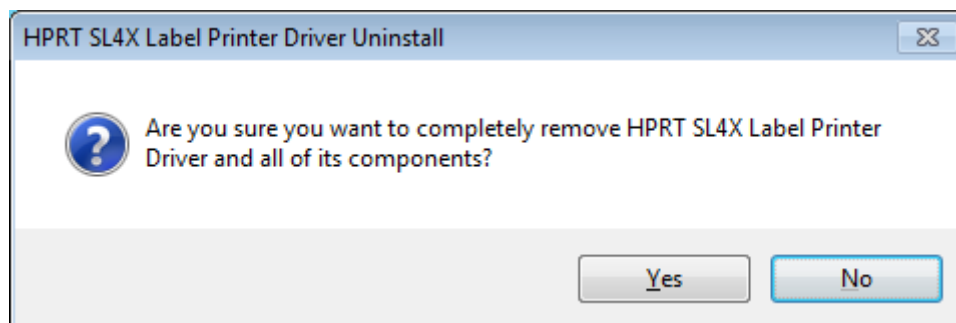 HPRT SL4X Label Printer Driver Uninstall
Are you sure you want to completely remove HPRT SL4X Label Printer
Driver and all of its components?
Yes No